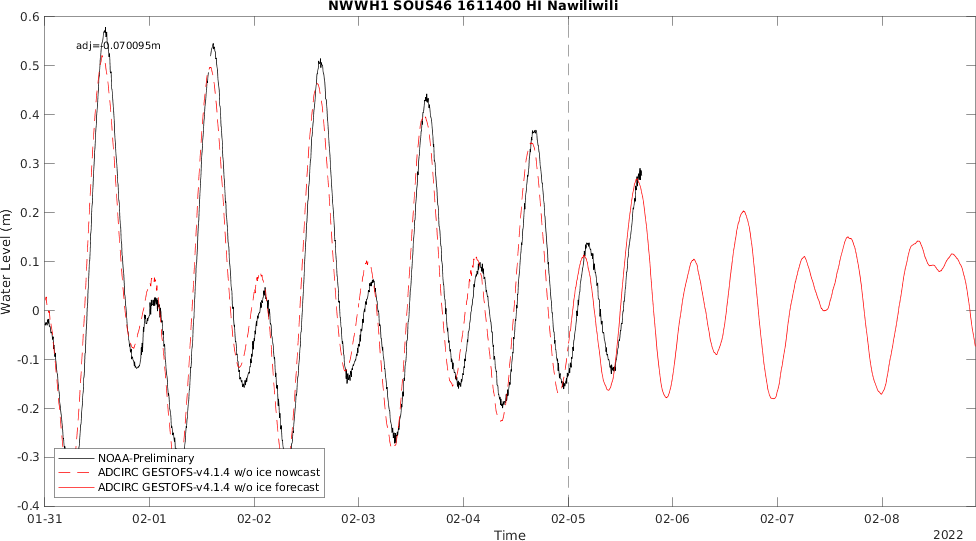 NWWH1 SOUS46 1611400 HI Nawiliwili
adj=-0.070095m
0.6
0.5
0.4
0.3
0.2
0.1
0
-0.1
-0.2
-0.3
-0.4
Water Level (m)
NOAA-Preliminary
ADCIRC GESTOFS-v4.1.4 w/o ice nowcast
ADCIRC GESTOFS-v4.1.4 w/o ice forecast
01-31 02-01 02-02 02-03 02-04 02-05 02-06 02-07 02-08
Time
2022